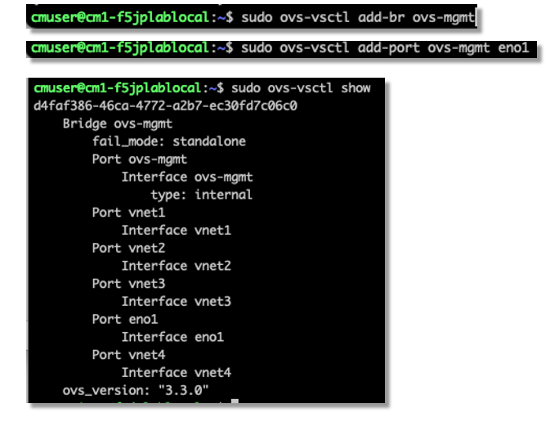 cmuser@cm1-f5jplablocal:~$ sudo ovs-vsctl add-br ovs-mgmt
cmuser@cm1-f5jplablocal:~$ sudo ovs-vsctl add-port ovs-mgmt eno1
cmuser@cm1-f5jplablocal:~$ sudo ovs-vsctl show
d4faf386-46ca-4772-a2b7-ec30fd7c06c0
    Bridge ovs-mgmt
        fail_mode: standalone
        Port ovs-mgmt
            Interface ovs-mgmt
                type: internal
        Port vnet1
            Interface vnet1
        Port vnet2
            Interface vnet2
        Port vnet3
            Interface vnet3
        Port eno1
            Interface eno1
        Port vnet4
            Interface vnet4
    ovs_version: "3.3.0"